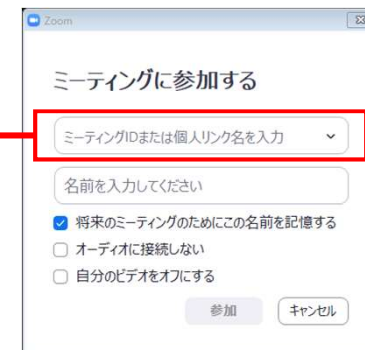 Zoom
ミーティングに参加する
ミーティングIDまたは個人リンク名を入力
名前を入力してください
将来のミーティングのためにこの名前を記憶する
オーディオに接続しない
自分のビデオをオフにする
参加 キャンセル